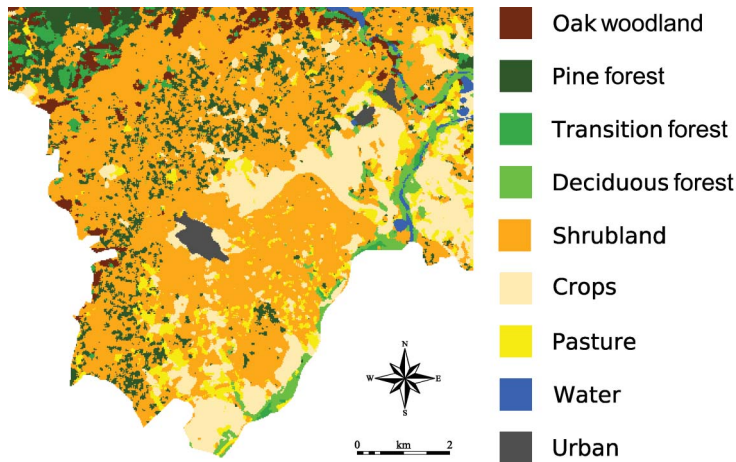 Oak woodland
Pine forest
Transition forest
Deciduous forest
Shrubland
Crops
Pasture
Water
Urban
N
W E
S
0 km 2